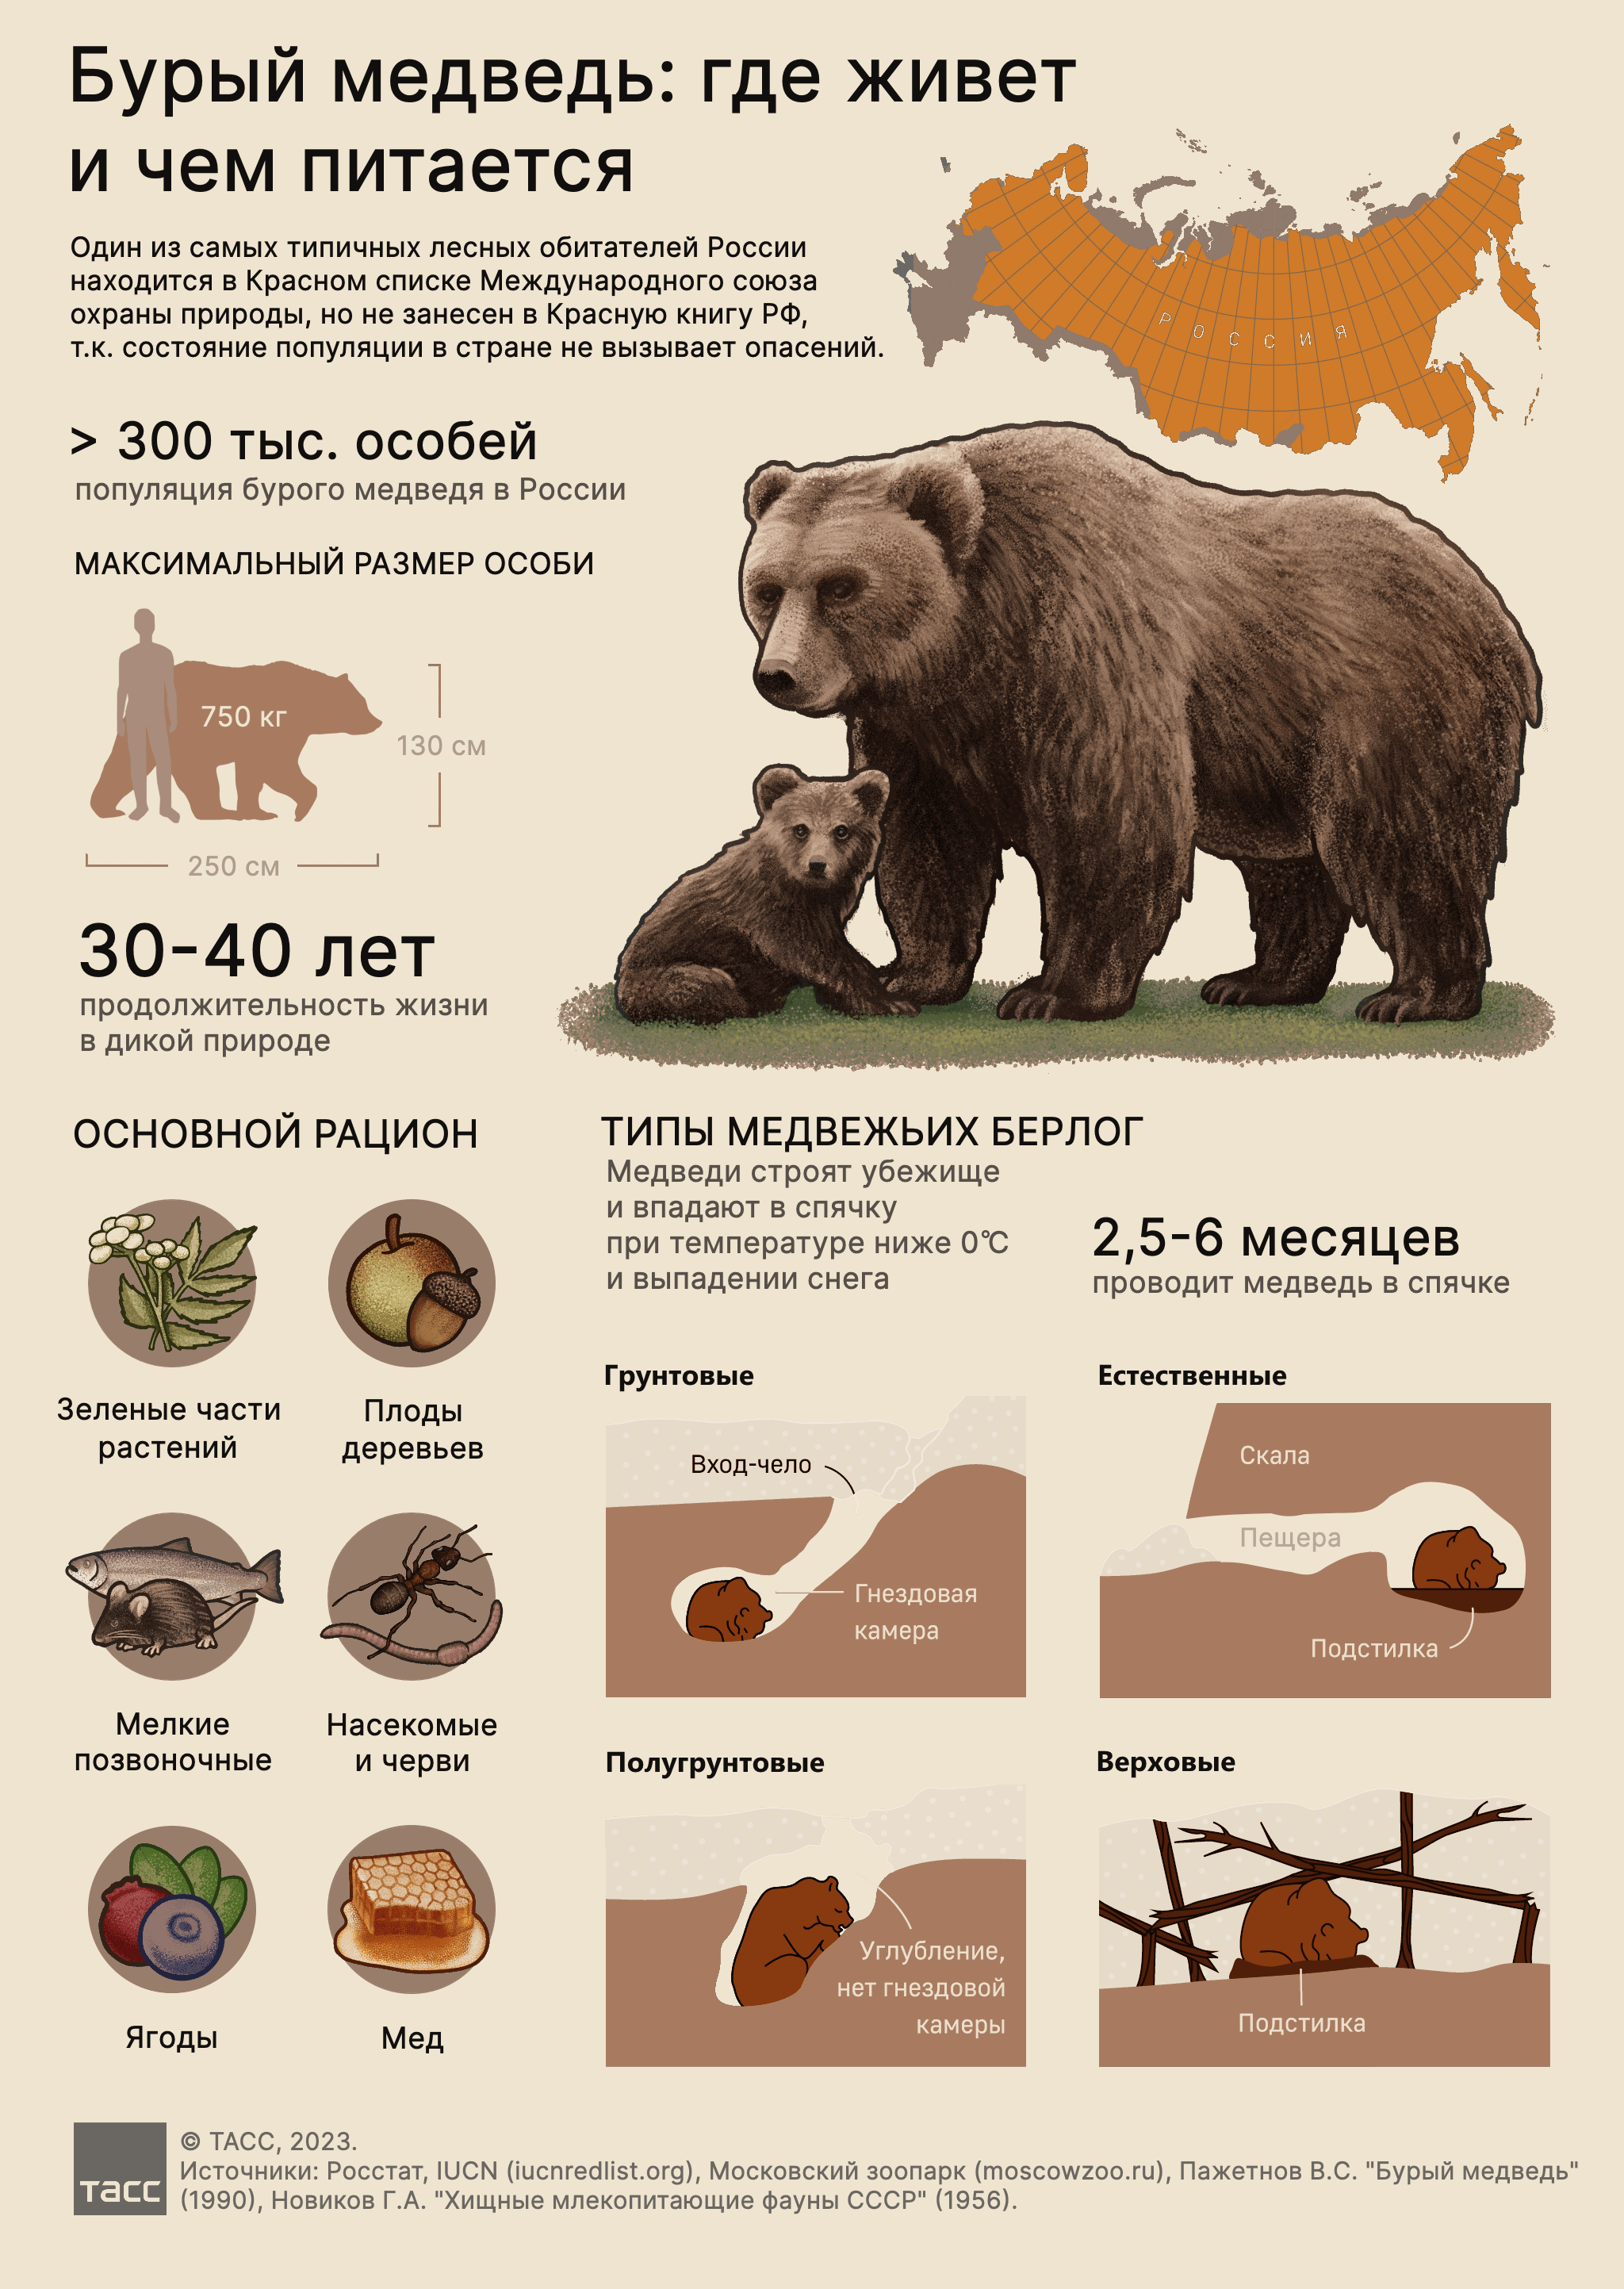 Бурый медведь: где живет
и чем питается
Один из самых типичных лесных обитателей России
находится в Красном списке Международного союза
охраны природы, но не занесен в Красную книгу РФ,
т.к. состояние популяции в стране не вызывает опасений.
РОССИЯ
> 300 тыс. особей
популяция бурого медведя в России
МАКСИМАЛЬНЫЙ РАЗМЕР ОСОБИ
750 кг
130 см
250 см
30-40 лет
продолжительность жизни
в дикой природе
ОСНОВНОЙ РАЦИОН
Зеленые части
растений
Плоды
деревьев
Мелкие
позвоночные
Насекомые
и черви
Ягоды
Мед
ТИПЫ МЕДВЕЖЬИХ БЕРЛОГ
Медведи строят убежище
и впадают в спячку
при температуре ниже 0℃
и выпадении снега
2,5-6 месяцев
проводит медведь в спячке
Грунтовые
Вход-чело
Гнездовая
камера
Естественные
Скала
Пещера
Подстилка
Полугрунтовые
Углубление,
нет гнездовой
камеры
Верховые
Подстилка
тасс
© ТАСС, 2023.
Источники: Росстат, IUCN (iucnredlist.org), Московский зоопарк (moscowzoo.ru), Пажетнов В.С. "Бурый медведь"
(1990), Новиков Г.А. "Хищные млекопитающие фауны СССР" (1956).